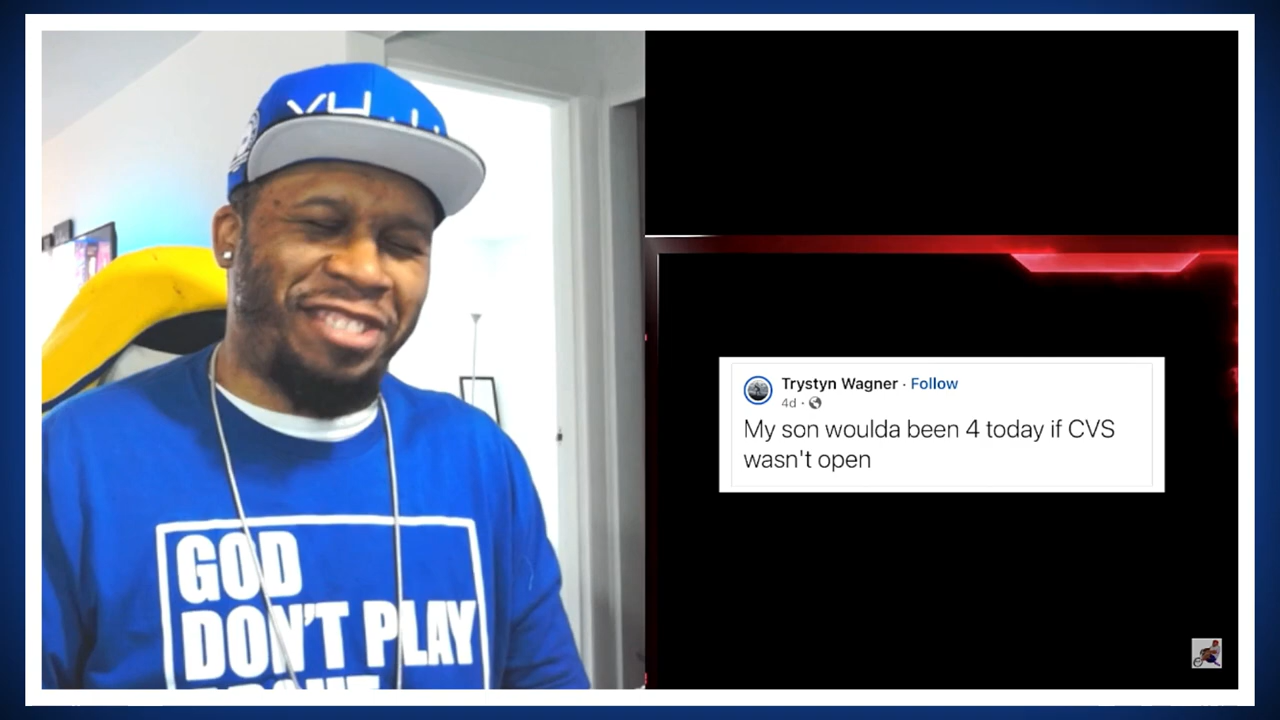 GOD
DON'T PLAY
Trystyn Wagner · Follow
4d ·
My son woulda been 4 today if CVS
wasn't open